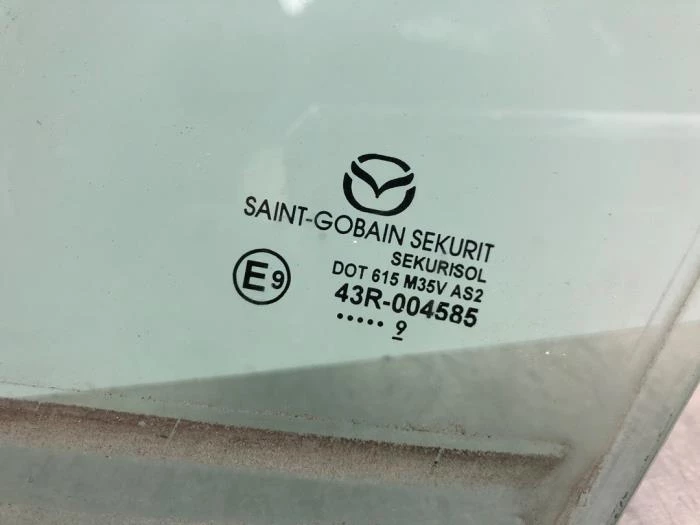 SAINT-GOBAIN SEKURIT
SEKURISOL
E9
DOT 615 M35V AS2
43R-004585
..... 9